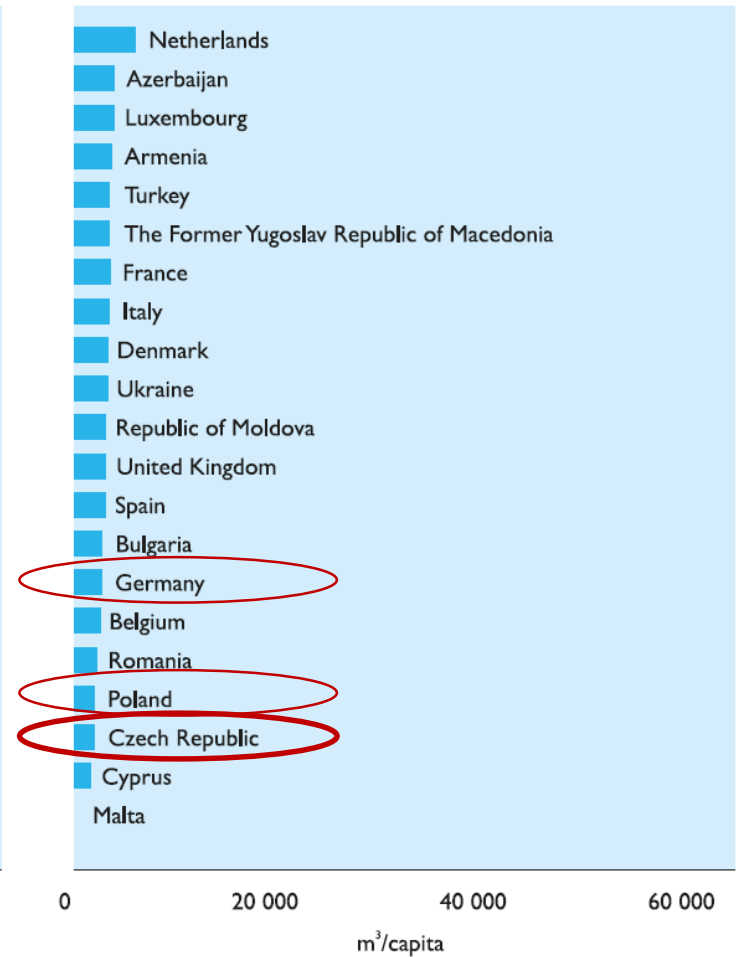 Netherlands
Azerbaijan
Luxembourg
Armenia
Turkey
The Former Yugoslav Republic of Macedonia
France
Italy
Denmark
Ukraine
Republic of Moldova
United Kingdom
Spain
Bulgaria
Germany
Belgium
Romania
Poland
Czech Republic
Cyprus
Malta
0 20 000 40 000 60 000
m³/capita